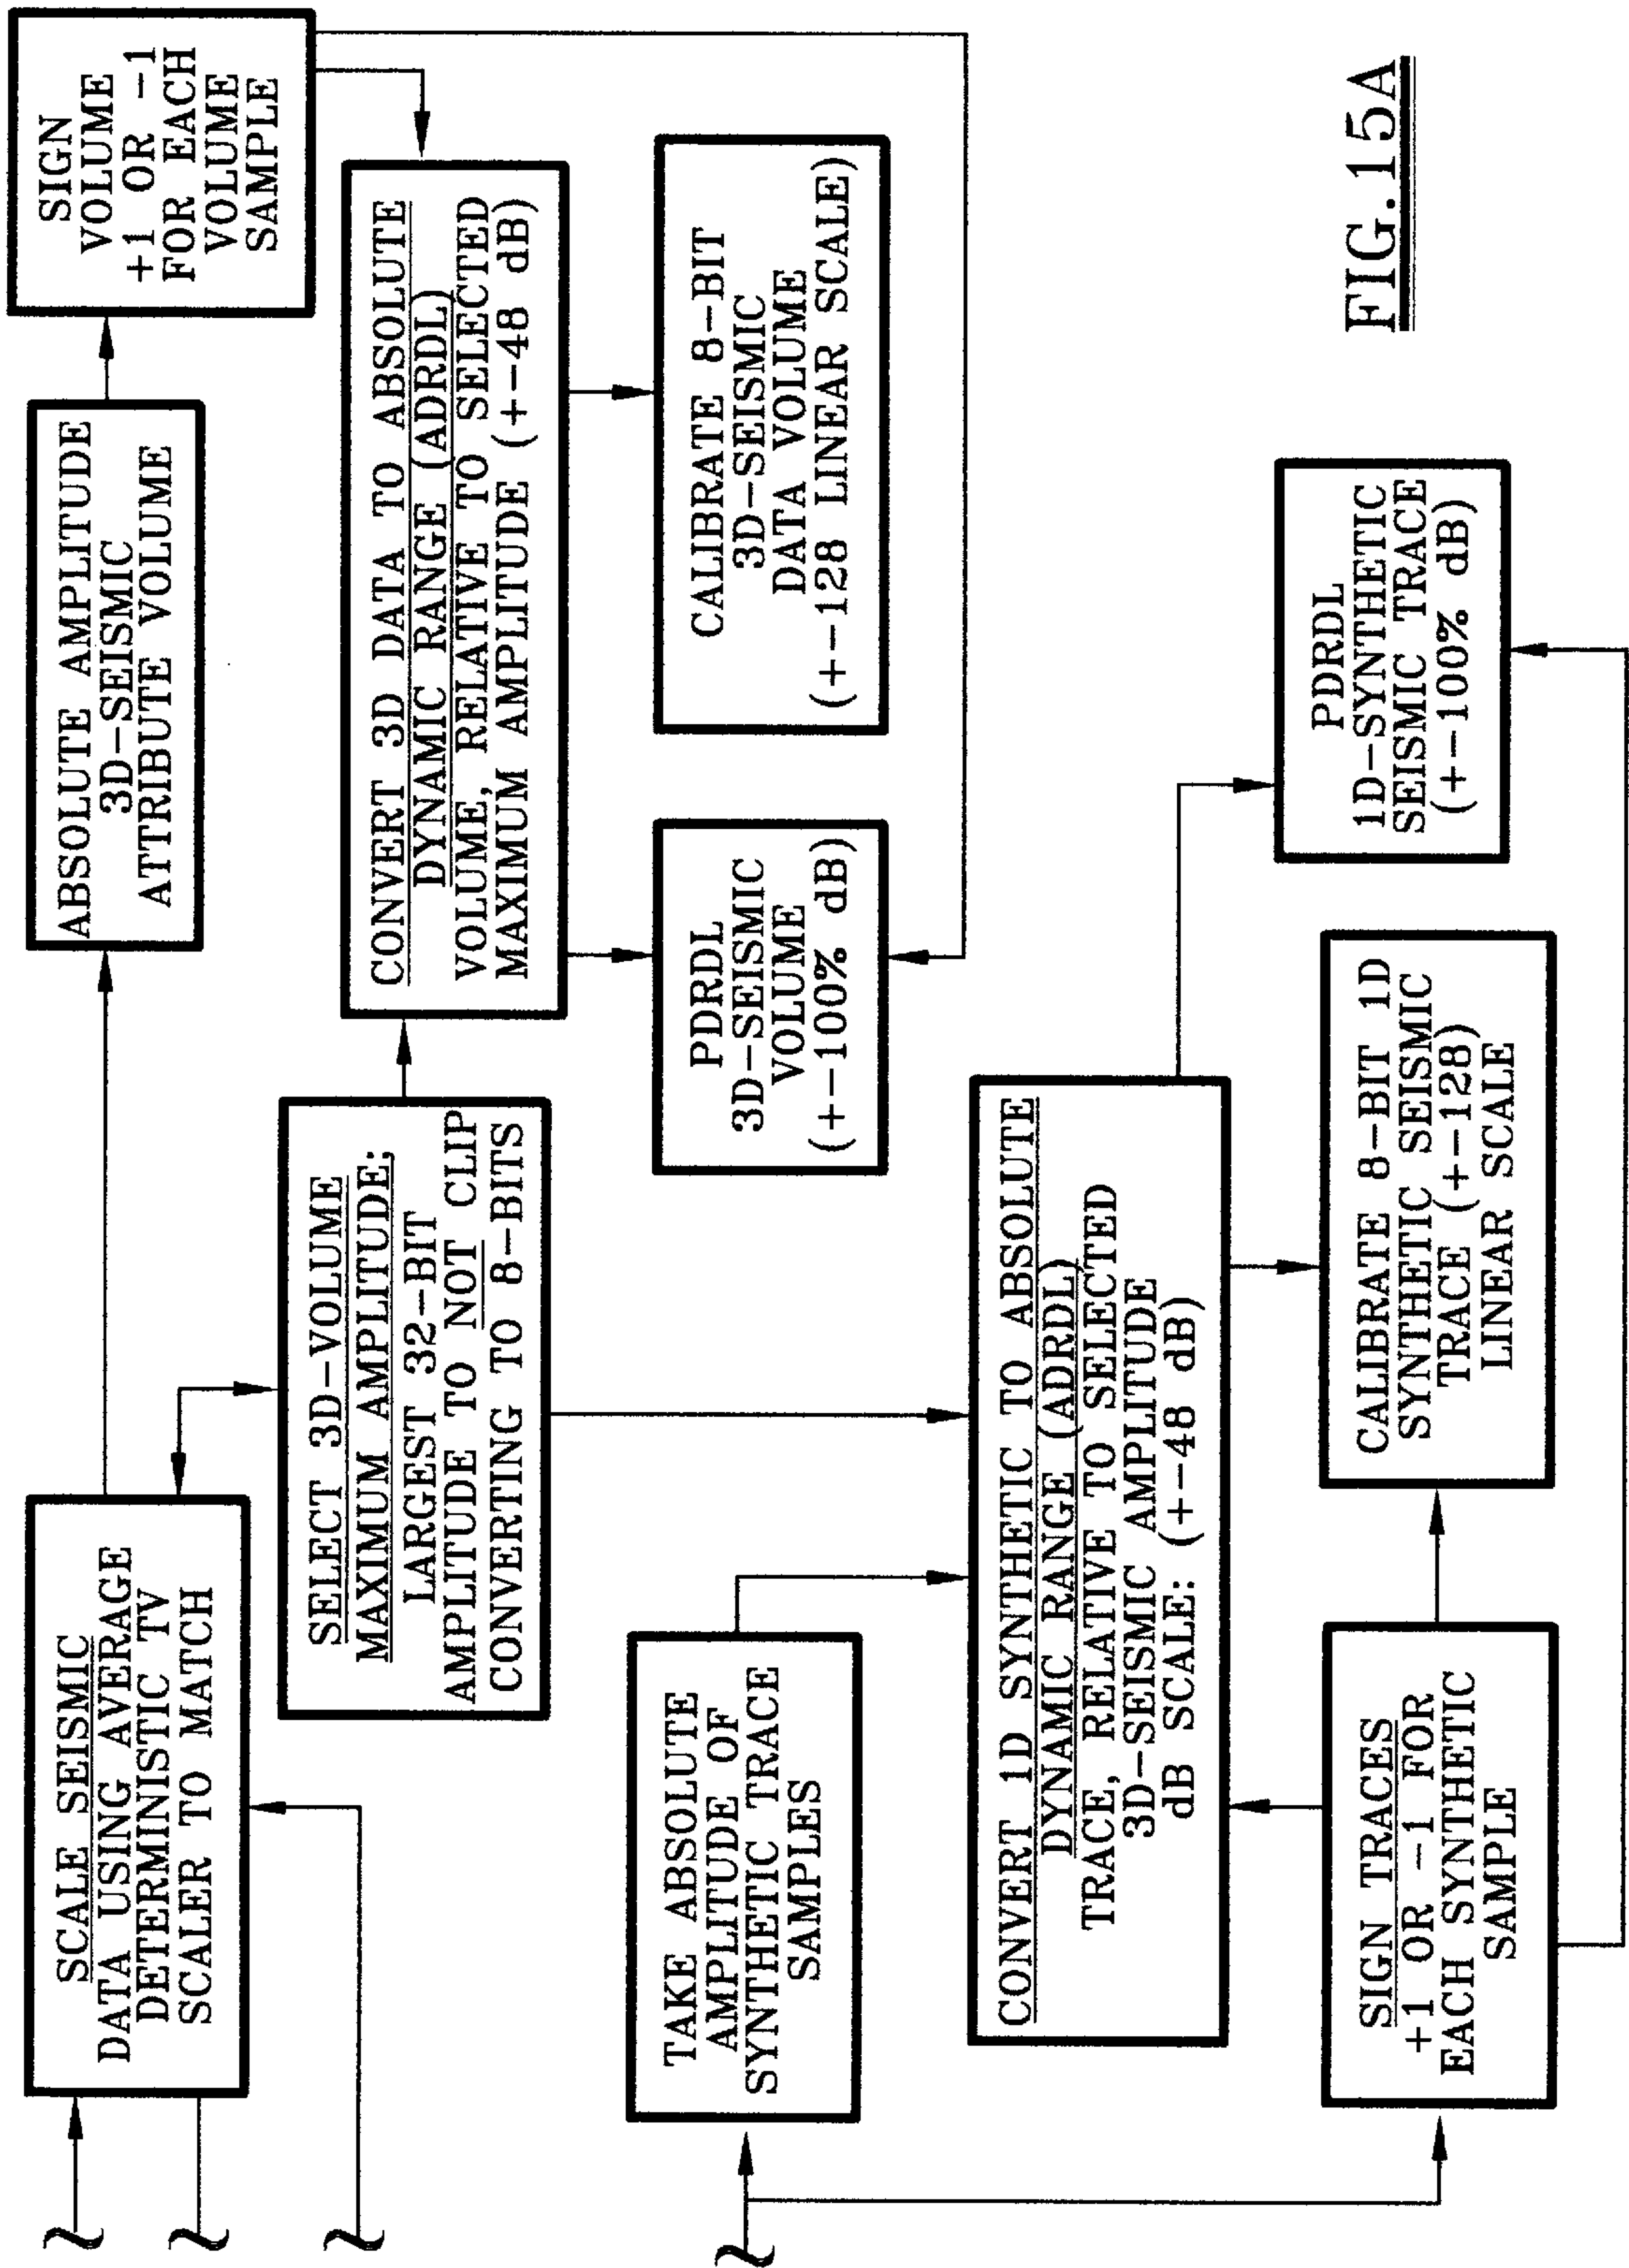 SCALE SEISMIC
DATA USING AVERAGE
DETERMINISTIC TV
SCALER TO MATCH
ABSOLUTE AMPLITUDE
3D-SEISMIC
ATTRIBUTE VOLUME
SIGN
VOLUME
+1 OR -1
FOR EACH
VOLUME
SAMPLE
SELECT 3D-VOLUME
MAXIMUM AMPLITUDE;
LARGEST 32-BIT
AMPLITUDE TO NOT CLIP
CONVERTING TO 8-BITS
CONVERT 3D DATA TO ABSOLUTE
DYNAMIC RANGE (ADRDL)
VOLUME, RELATIVE TO SELECTED
MAXIMUM AMPLITUDE (+-48 dB)
TAKE ABSOLUTE
AMPLITUDE OF
SYNTHETIC TRACE
SAMPLES
PDRDL
3D-SEISMIC
VOLUME
(+-100% dB)
CALIBRATE 8-BIT
3D-SEISMIC
DATA VOLUME
(+-128 LINEAR SCALE)
CONVERT 1D SYNTHETIC TO ABSOLUTE
DYNAMIC RANGE (ADRDL)
TRACE, RELATIVE TO SELECTED
3D-SEISMIC AMPLITUDE
dB SCALE: (+-48 dB)
SIGN TRACES
+1 OR -1 FOR
EACH SYNTHETIC
SAMPLE
CALIBRATE 8-BIT 1D
SYNTHETIC SEISMIC
TRACE (+-128)
LINEAR SCALE
PDRDL
1D-SYNTHETIC
SEISMIC TRACE
(+-100% dB)
FIG.15A